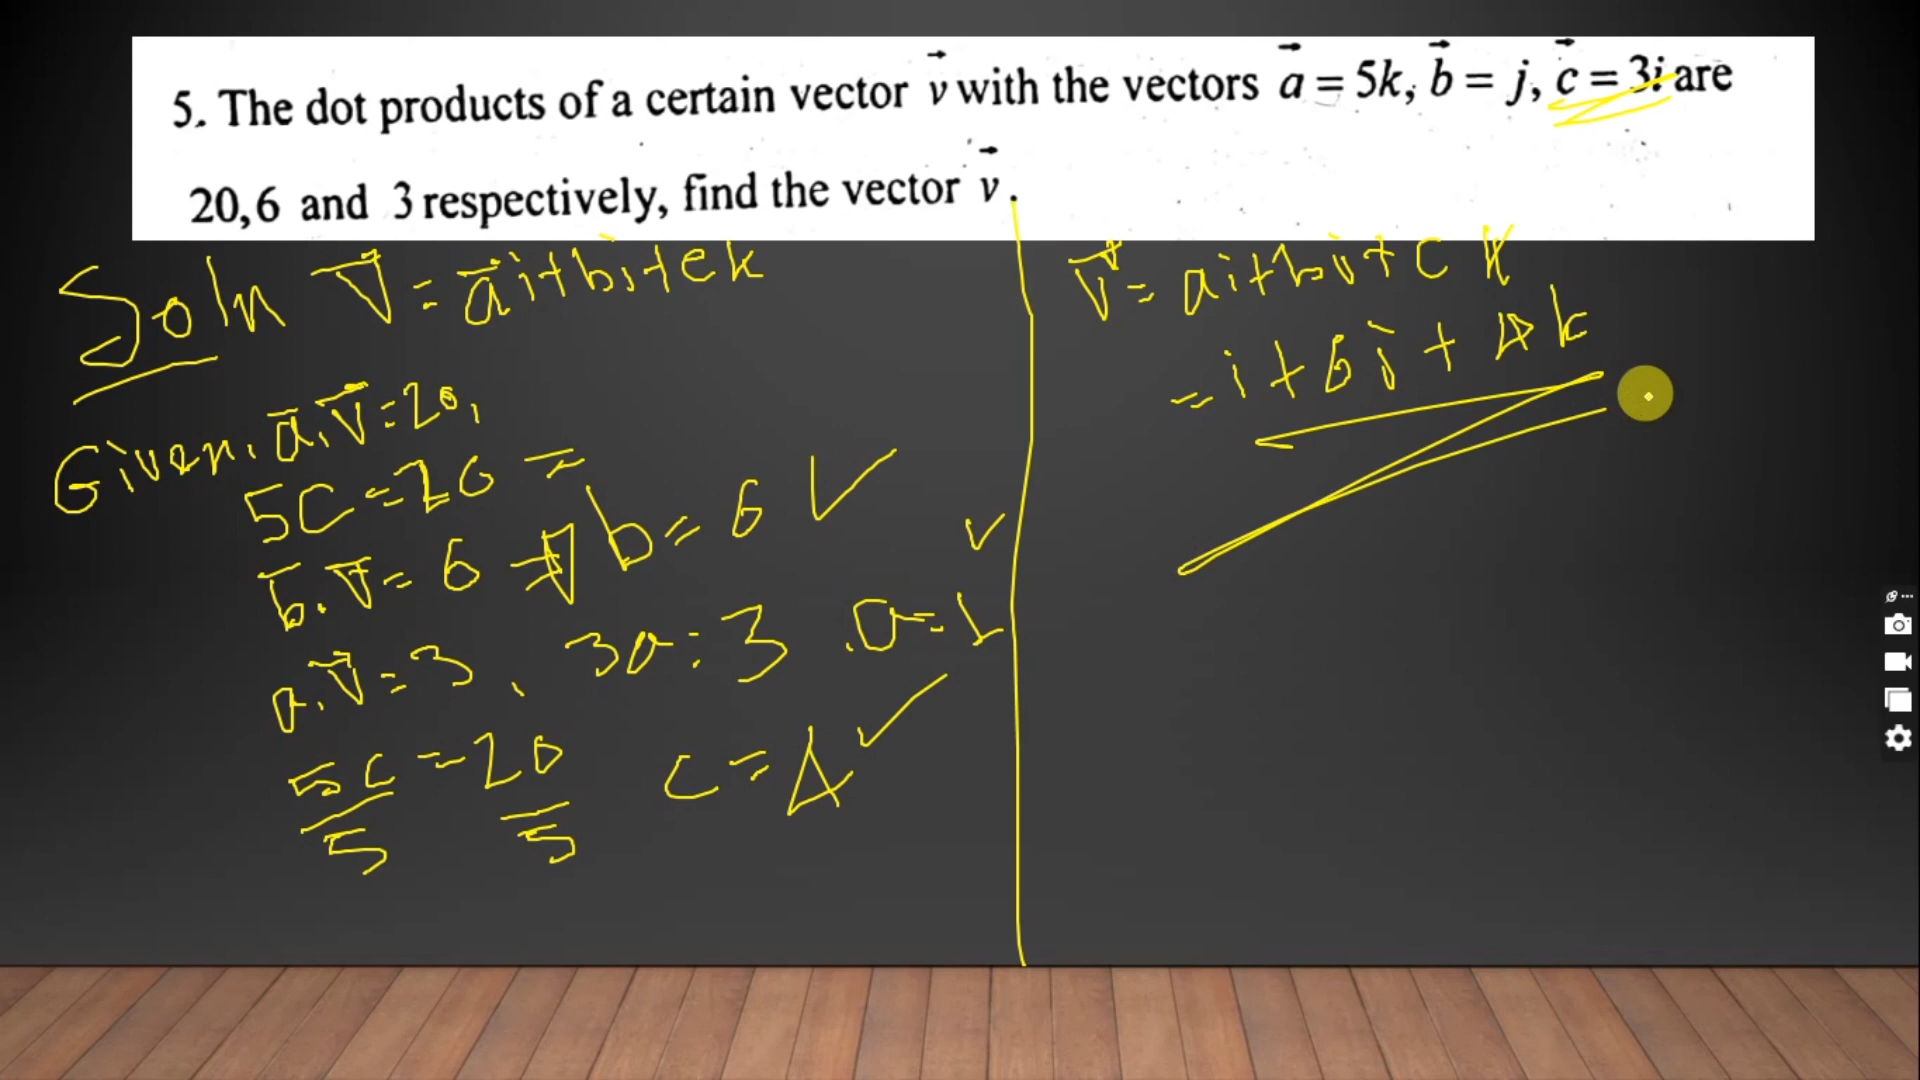 5. The dot products of a certain vector v⃗ with the vectors a⃗ = 5k, b⃗ = j, c⃗ = 3i are
20,6 and 3 respectively, find the vector v⃗.
Soln V⃗ = a̅i+bj+ck
Given, a̅.V̅=20,
5C=20 =
b̅.V̅= 6 ⇒ b = 6 ✓
a.V̅=3, 3a=3 .a=1 ✓
5C/5 = 20/5 C=4 ✓
V⃗= ai+bj+ck
= i+6j+4k